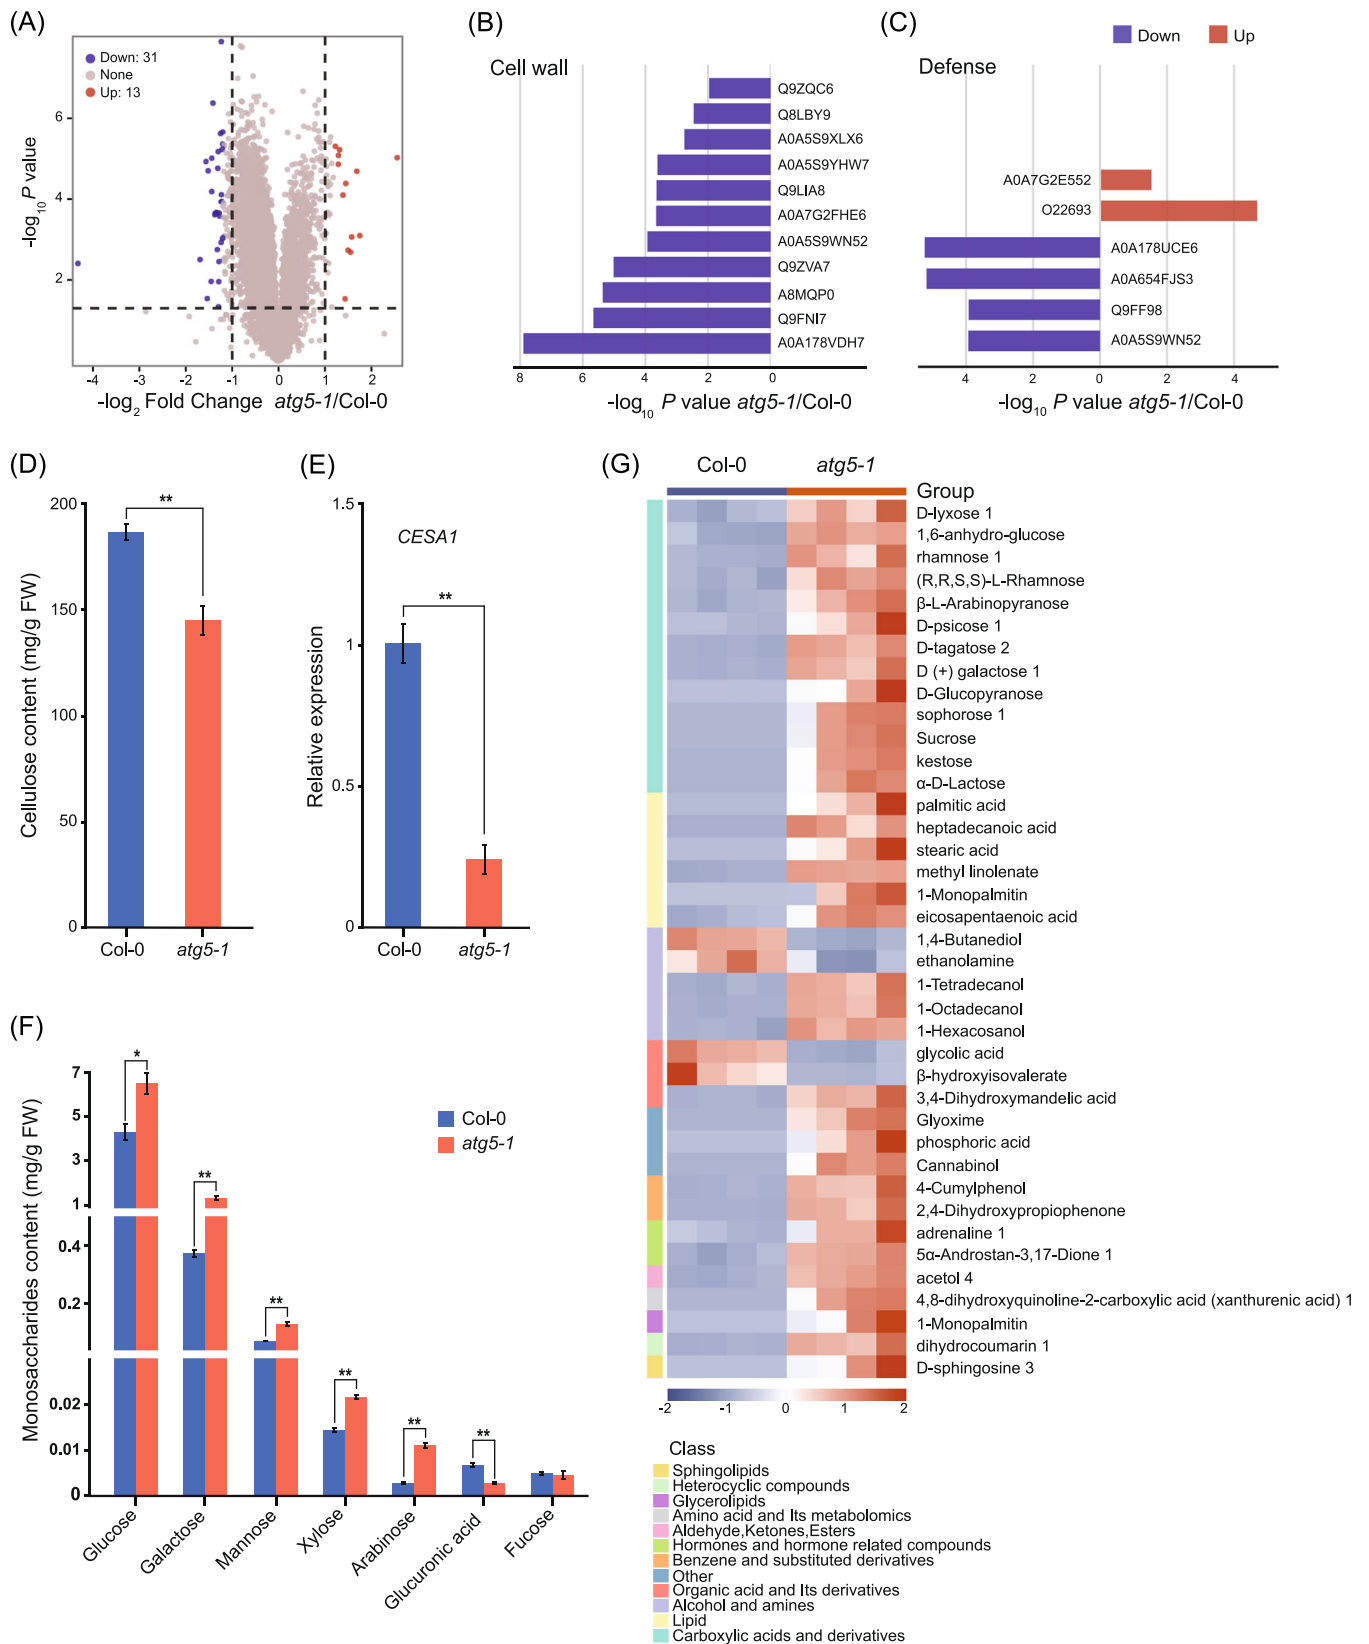 (A)
Down: 31
None
Up: 13
6
4
2
-4
-3
-2
-1
0
1
2
-log10 P value
-log2 Fold Change atg5-1/Col-0
(B)
Cell wall
Q9ZQC6
Q8LBY9
A0A5S9XLX6
A0A5S9YHW7
Q9LIA8
A0A7G2FHE6
A0A5S9WN52
Q9ZVA7
A8MQP0
Q9FNI7
A0A178VDH7
8
6
4
2
0
-log10 P value atg5-1/Col-0
(C)
Down
Up
Defense
A0A7G2E552
O22693
A0A178UCE6
A0A654FJS3
Q9FF98
A0A5S9WN52
4
2
0
2
4
-log10 P value atg5-1/Col-0
(D)
200
150
100
50
0
**
Cellulose content (mg/g FW)
Col-0
atg5-1
(E)
1.5
1
0.5
0
CESA1
**
Relative expression
Col-0
atg5-1
(F)
7
5
3
1
0.4
0.2
0.02
0.01
0
*
**
**
**
**
**
Col-0
atg5-1
Monosaccharides content (mg/g FW)
Glucose
Galactose
Mannose
Xylose
Arabinose
Glucuronic acid
Fucose
(G)
Col-0
atg5-1
Group
D-lyxose 1
1,6-anhydro-glucose
rhamnose 1
(R,R,S,S)-L-Rhamnose
β-L-Arabinopyranose
D-psicose 1
D-tagatose 2
D (+) galactose 1
D-Glucopyranose
sophorose 1
Sucrose
kestose
α-D-Lactose
palmitic acid
heptadecanoic acid
stearic acid
methyl linolenate
1-Monopalmitin
eicosapentaenoic acid
1,4-Butanediol
ethanolamine
1-Tetradecanol
1-Octadecanol
1-Hexacosanol
glycolic acid
β-hydroxyisovalerate
3,4-Dihydroxymandelic acid
Glyoxime
phosphoric acid
Cannabinol
4-Cumylphenol
2,4-Dihydroxypropiophenone
adrenaline 1
5α-Androstan-3,17-Dione 1
acetol 4
4,8-dihydroxyquinoline-2-carboxylic acid (xanthurenic acid) 1
1-Monopalmitin
dihydrocoumarin 1
D-sphingosine 3
-2
-1
0
1
2
Class
Sphingolipids
Heterocyclic compounds
Glycerolipids
Amino acid and Its metabolomics
Aldehyde,Ketones,Esters
Hormones and hormone related compounds
Benzene and substituted derivatives
Other
Organic acid and Its derivatives
Alcohol and amines
Lipid
Carboxylic acids and derivatives